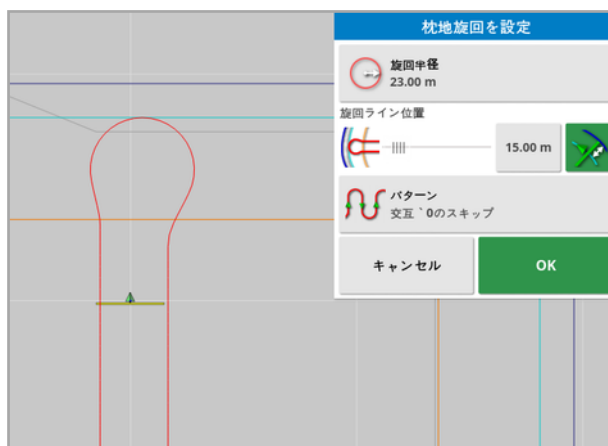 枕地旋回を設定
旋回半径
23.00 m
旋回ライン位置
15.00 m
パターン
交互`0のスキップ
キャンセル
OK